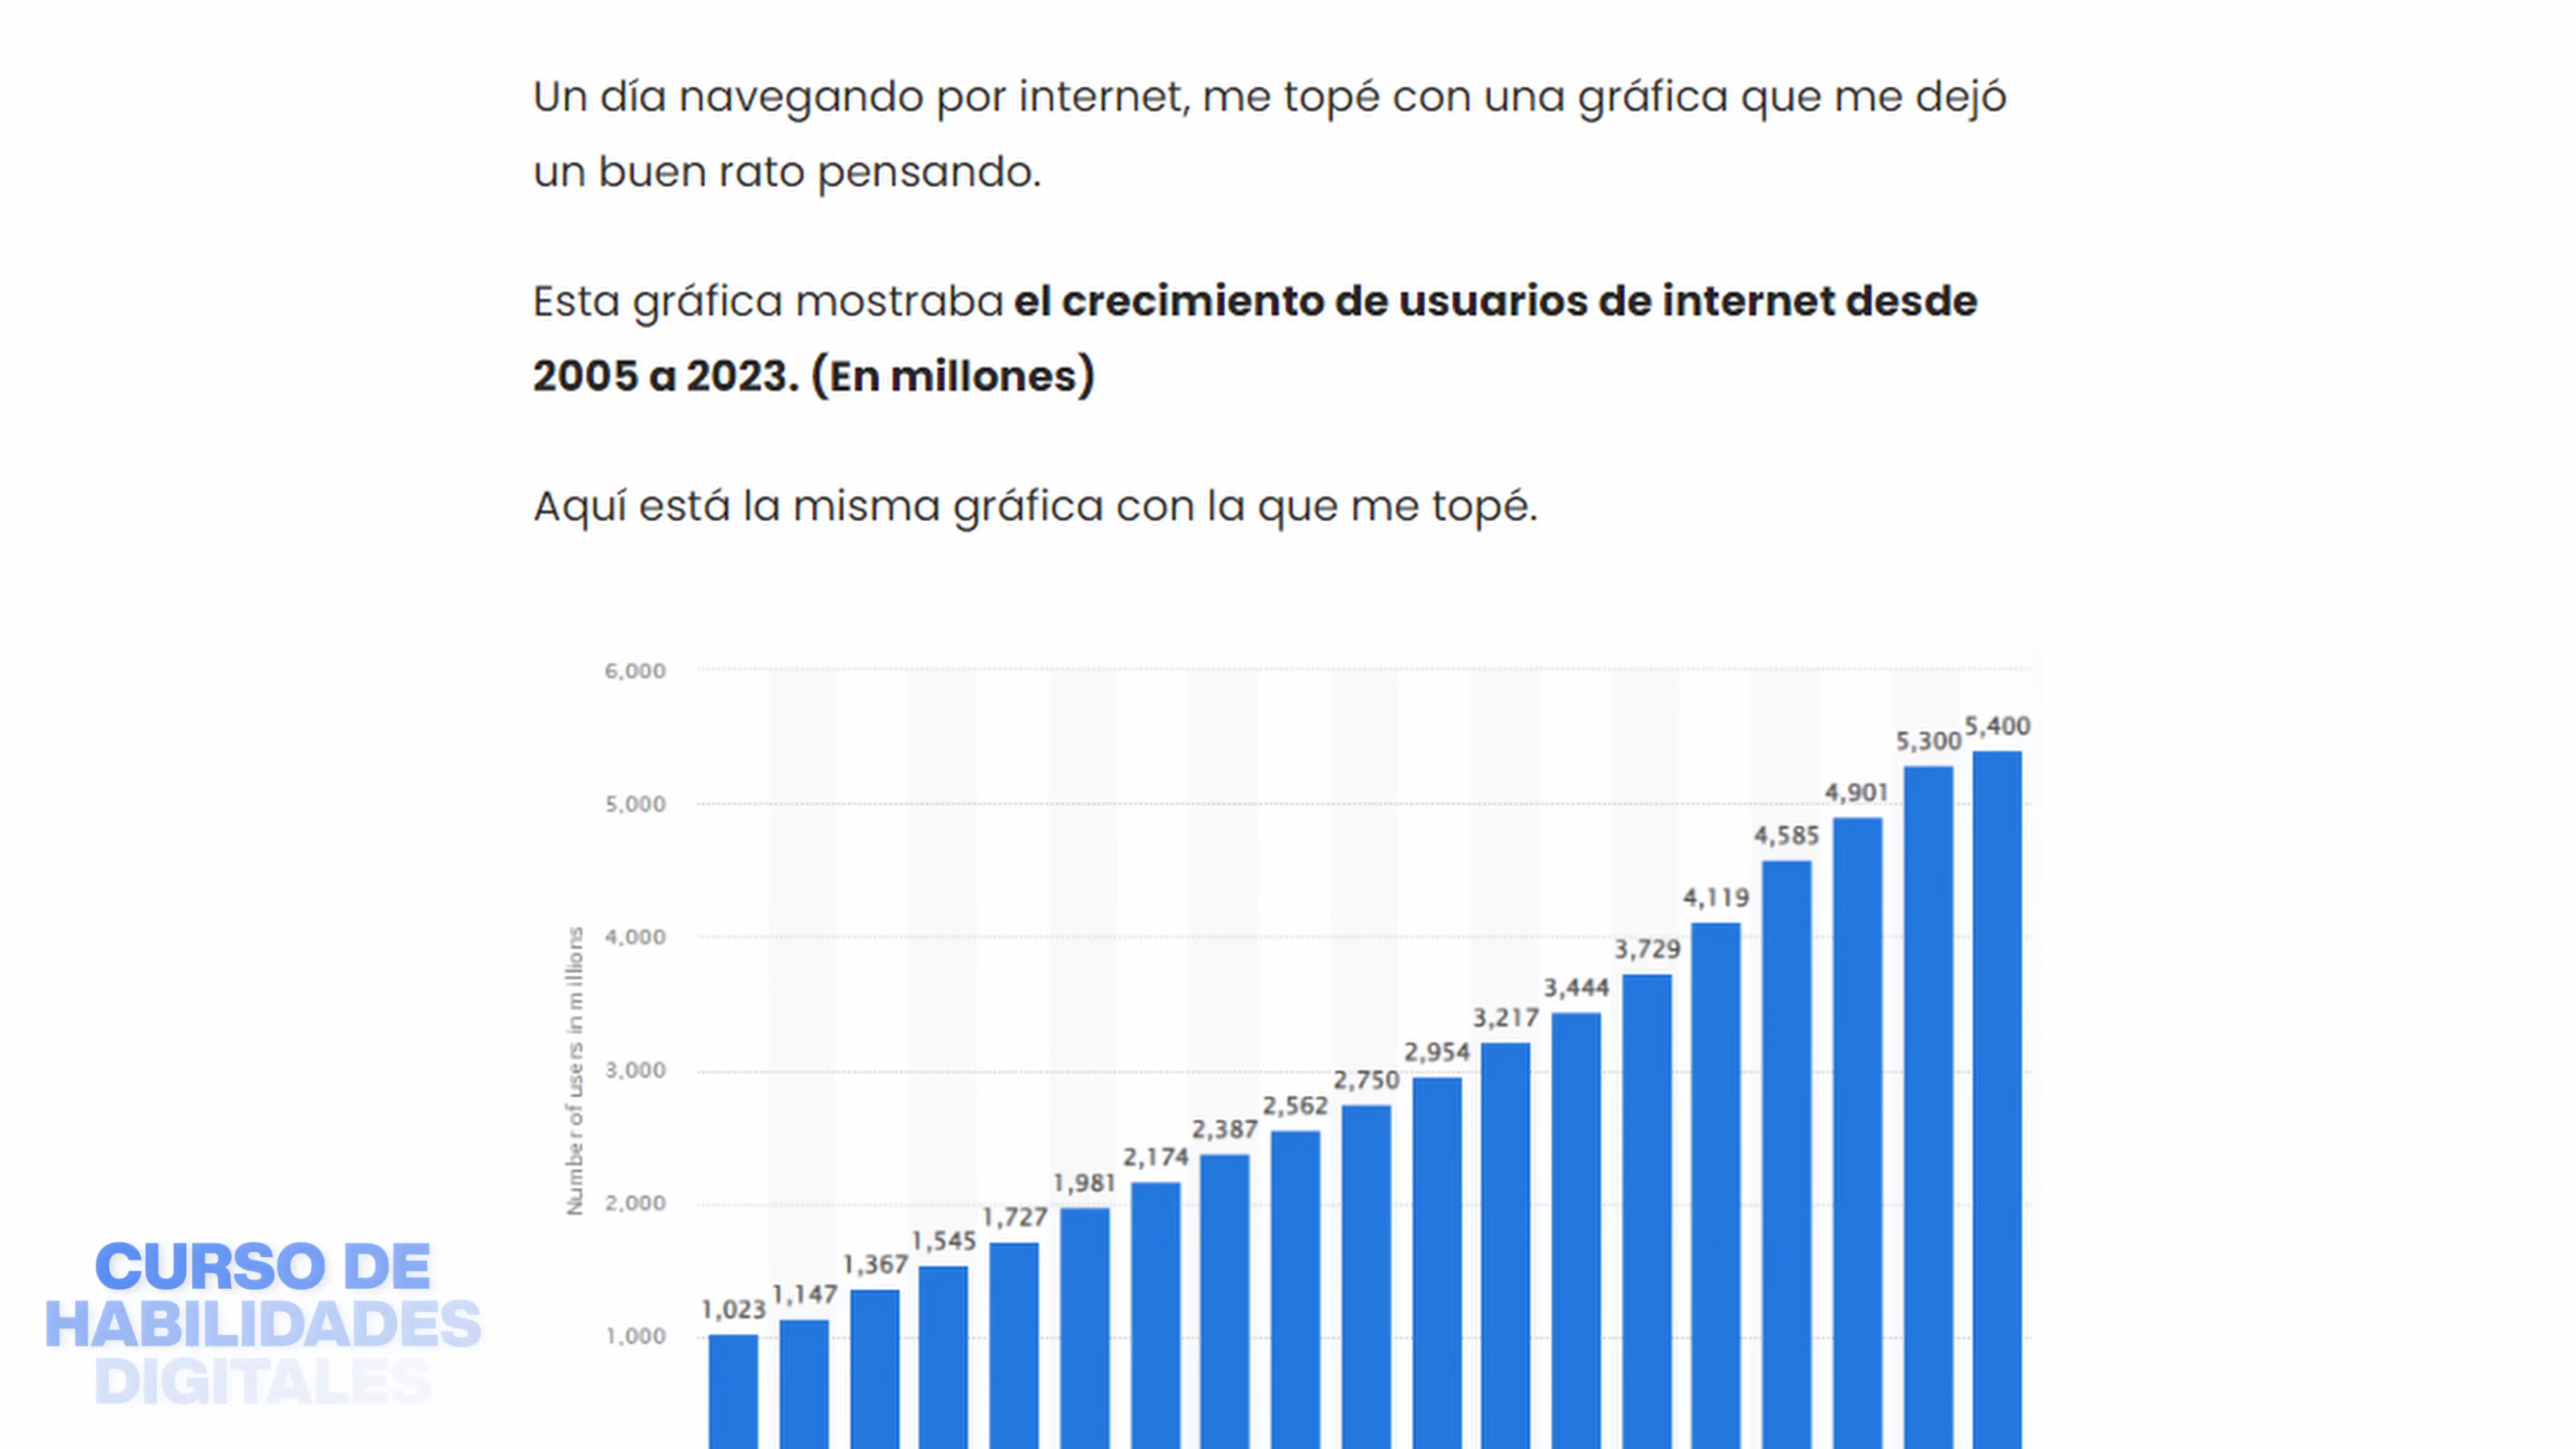 Un día navegando por internet, me topé con una gráfica que me dejó
un buen rato pensando.
Esta gráfica mostraba el crecimiento de usuarios de internet desde
2005 a 2023. (En millones)
Aquí está la misma gráfica con la que me topé.
Number of users in millions
6,000
5,000
4,000
3,000
2,000
1,000
1,023
1,147
1,367
1,545
1,727
1,981
2,174
2,387
2,562
2,750
2,954
3,217
3,444
3,729
4,119
4,585
4,901
5,300
5,400
CURSO DE
HABILIDADES
DIGITALES